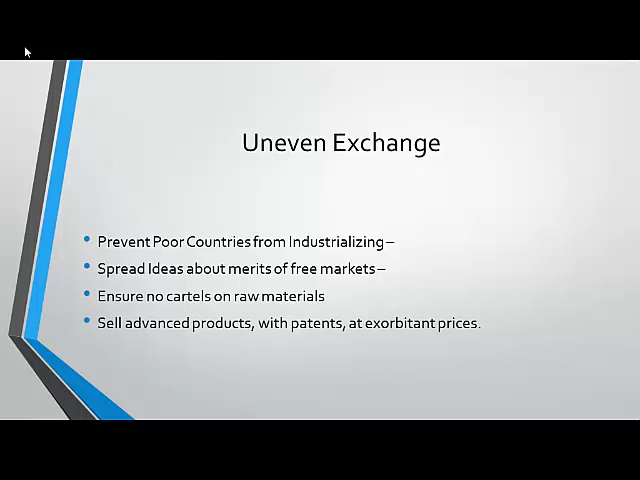 Uneven Exchange
• Prevent Poor Countries from Industrializing –
• Spread Ideas about merits of free markets –
• Ensure no cartels on raw materials
• Sell advanced products, with patents, at exorbitant prices.